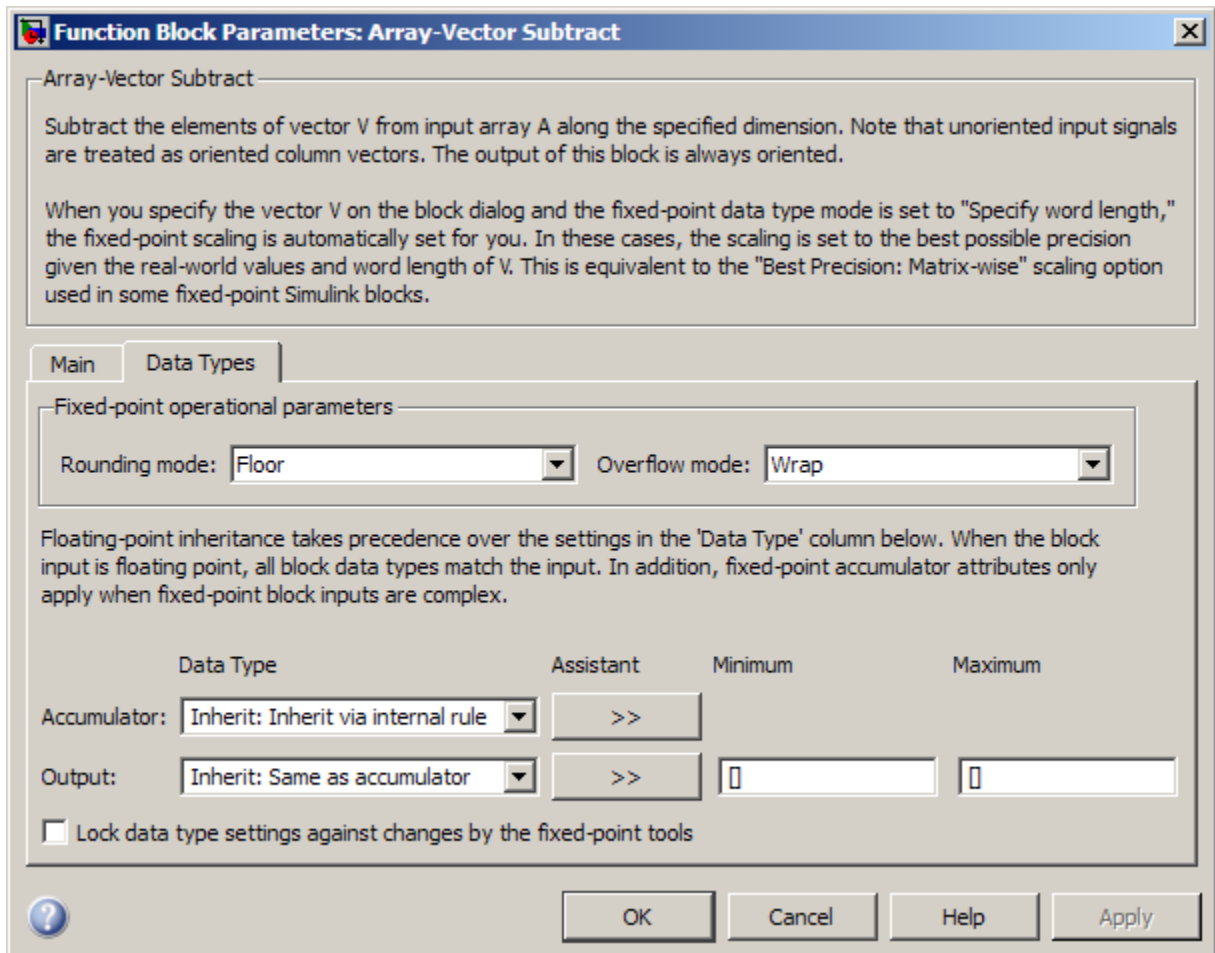 Function Block Parameters: Array-Vector Subtract
Array-Vector Subtract
Subtract the elements of vector V from input array A along the specified dimension. Note that unoriented input signals
are treated as oriented column vectors. The output of this block is always oriented.
When you specify the vector V on the block dialog and the fixed-point data type mode is set to "Specify word length,"
the fixed-point scaling is automatically set for you. In these cases, the scaling is set to the best possible precision
given the real-world values and word length of V. This is equivalent to the "Best Precision: Matrix-wise" scaling option
used in some fixed-point Simulink blocks.
Main Data Types
Fixed-point operational parameters
Rounding mode: Floor Overflow mode: Wrap
Floating-point inheritance takes precedence over the settings in the 'Data Type' column below. When the block
input is floating point, all block data types match the input. In addition, fixed-point accumulator attributes only
apply when fixed-point block inputs are complex.
Data Type Assistant Minimum Maximum
Accumulator: Inherit: Inherit via internal rule >>
Output: Inherit: Same as accumulator >> [] []
Lock data type settings against changes by the fixed-point tools
? OK Cancel Help Apply